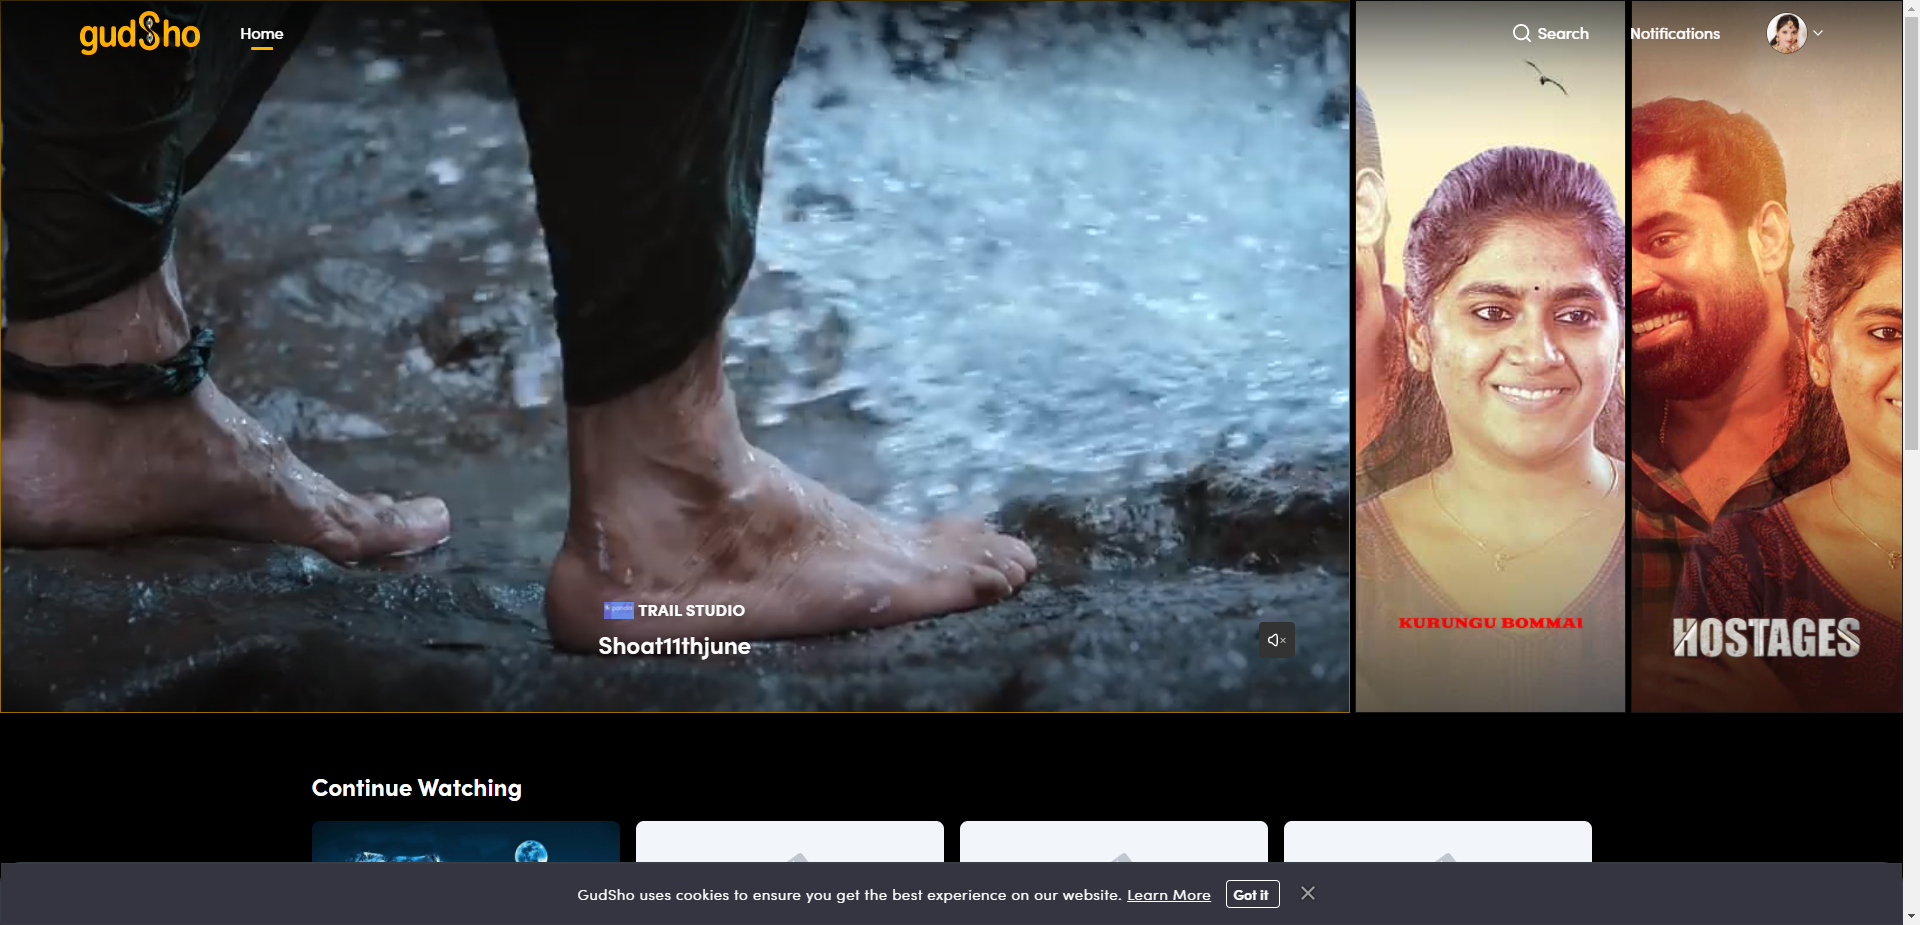 gudSho
Home
Search
Notifications
TRAIL STUDIO
Shoat11thjune
KURUNGU BOMMAI
HOSTAGES
Continue Watching
GudSho uses cookies to ensure you get the best experience on our website. Learn More Got it